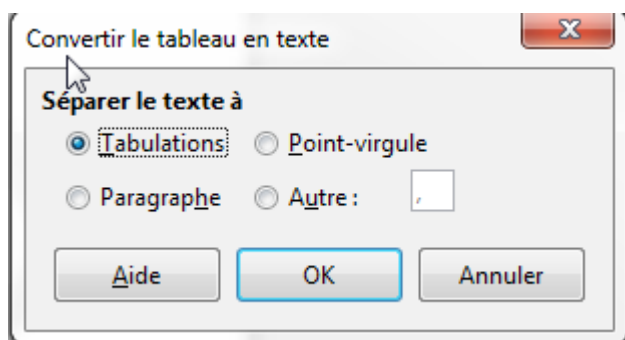 Convertir le tableau en texte
Séparer le texte à
Tabulations Point-virgule
Paragraphe Autre : ,
Aide OK Annuler